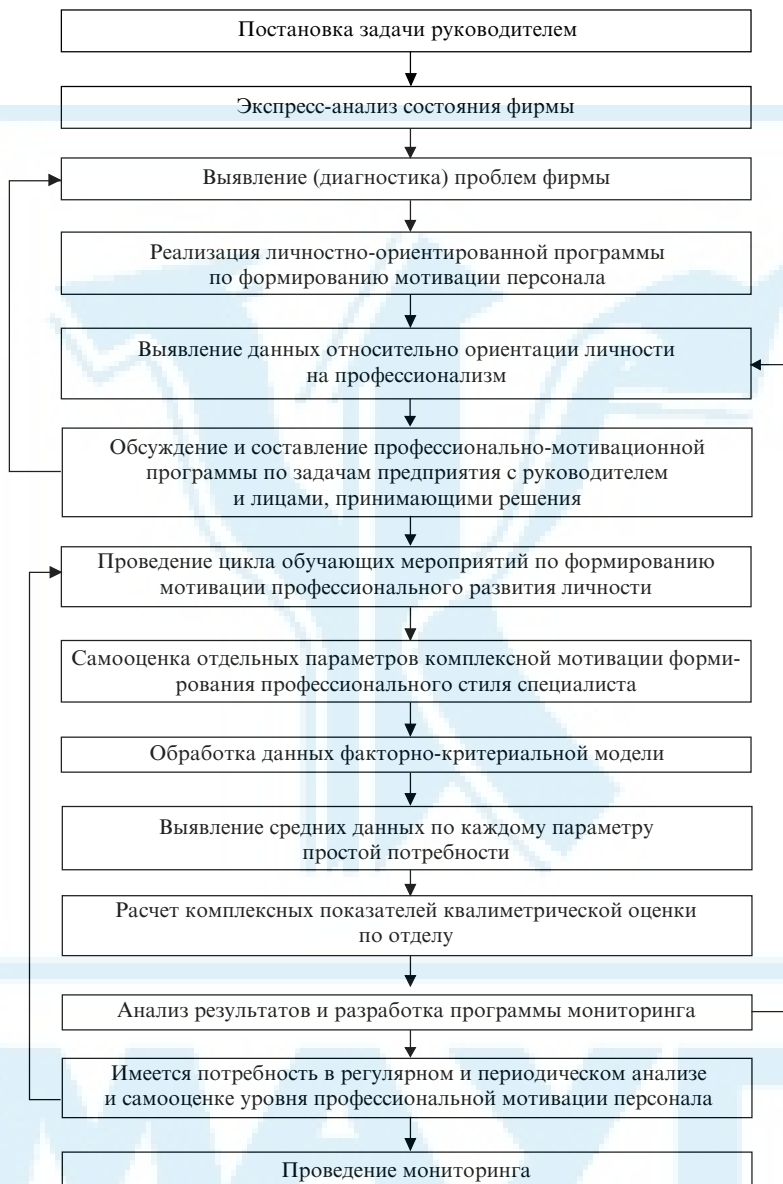 Постановка задачи руководителем
Экспресс-анализ состояния фирмы
Выявление (диагностика) проблем фирмы
Реализация личностно-ориентированной программы
по формированию мотивации персонала
Выявление данных относительно ориентации личности
на профессионализм
Обсуждение и составление профессионально-мотивационной
программы по задачам предприятия с руководителем
и лицами, принимающими решения
Проведение цикла обучающих мероприятий по формированию
мотивации профессионального развития личности
Самооценка отдельных параметров комплексной мотивации форми-
рования профессионального стиля специалиста
Обработка данных факторно-критериальной модели
Выявление средних данных по каждому параметру
простой потребности
Расчет комплексных показателей квалиметрической оценки
по отделу
Анализ результатов и разработка программы мониторинга
Имеется потребность в регулярном и периодическом анализе
и самооценке уровня профессиональной мотивации персонала
Проведение мониторинга